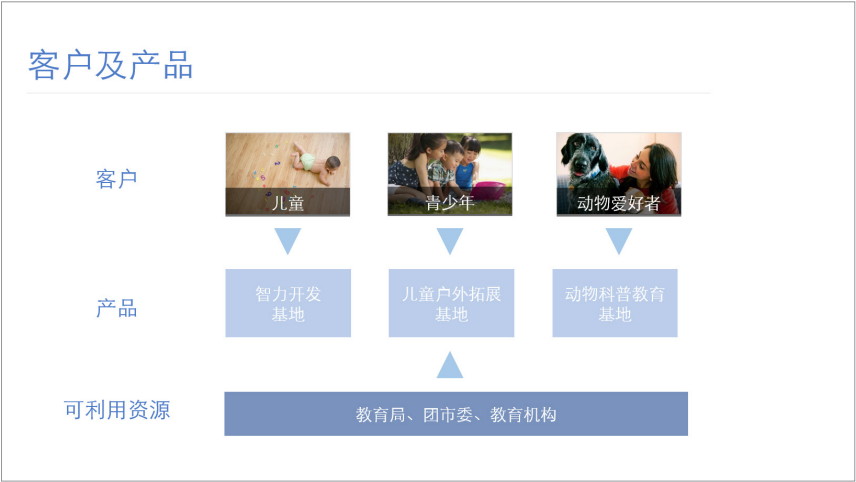 客户及产品
客户
儿童
青少年
动物爱好者
产品
智力开发
基地
儿童户外拓展
基地
动物科普教育
基地
可利用资源
教育局、团市委、教育机构